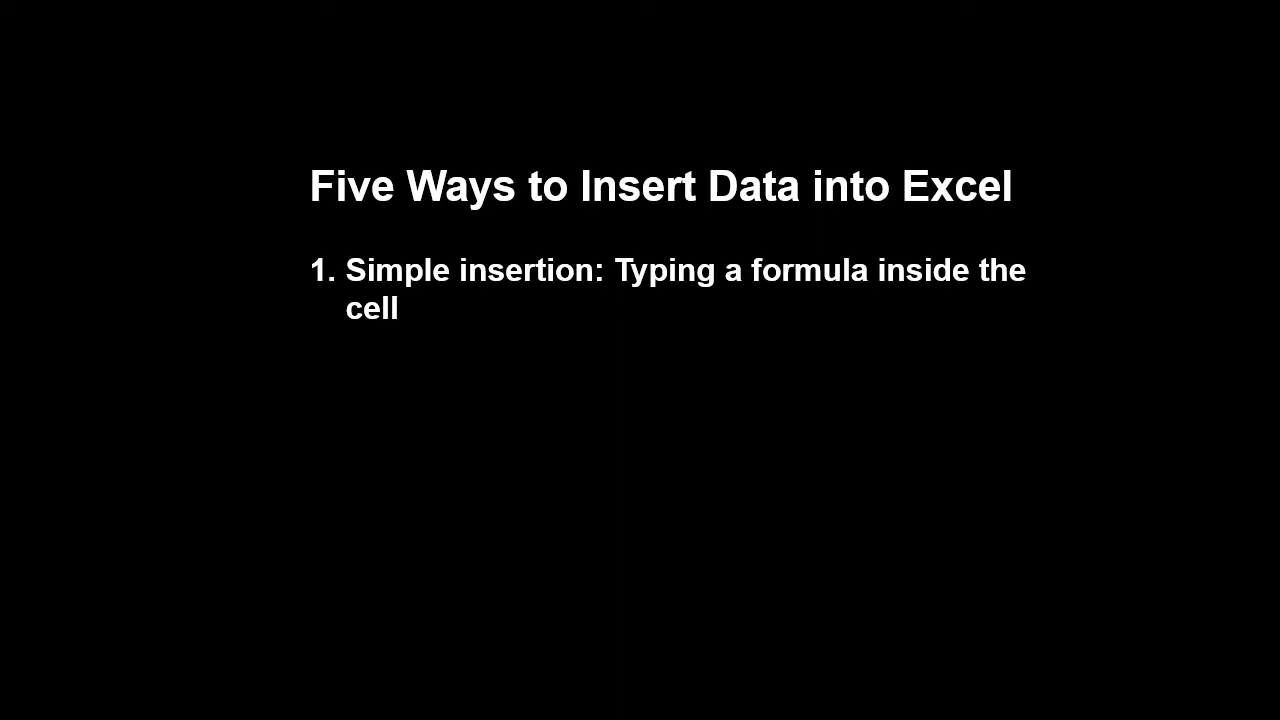 Five Ways to Insert Data into Excel
1. Simple insertion: Typing a formula inside the
cell